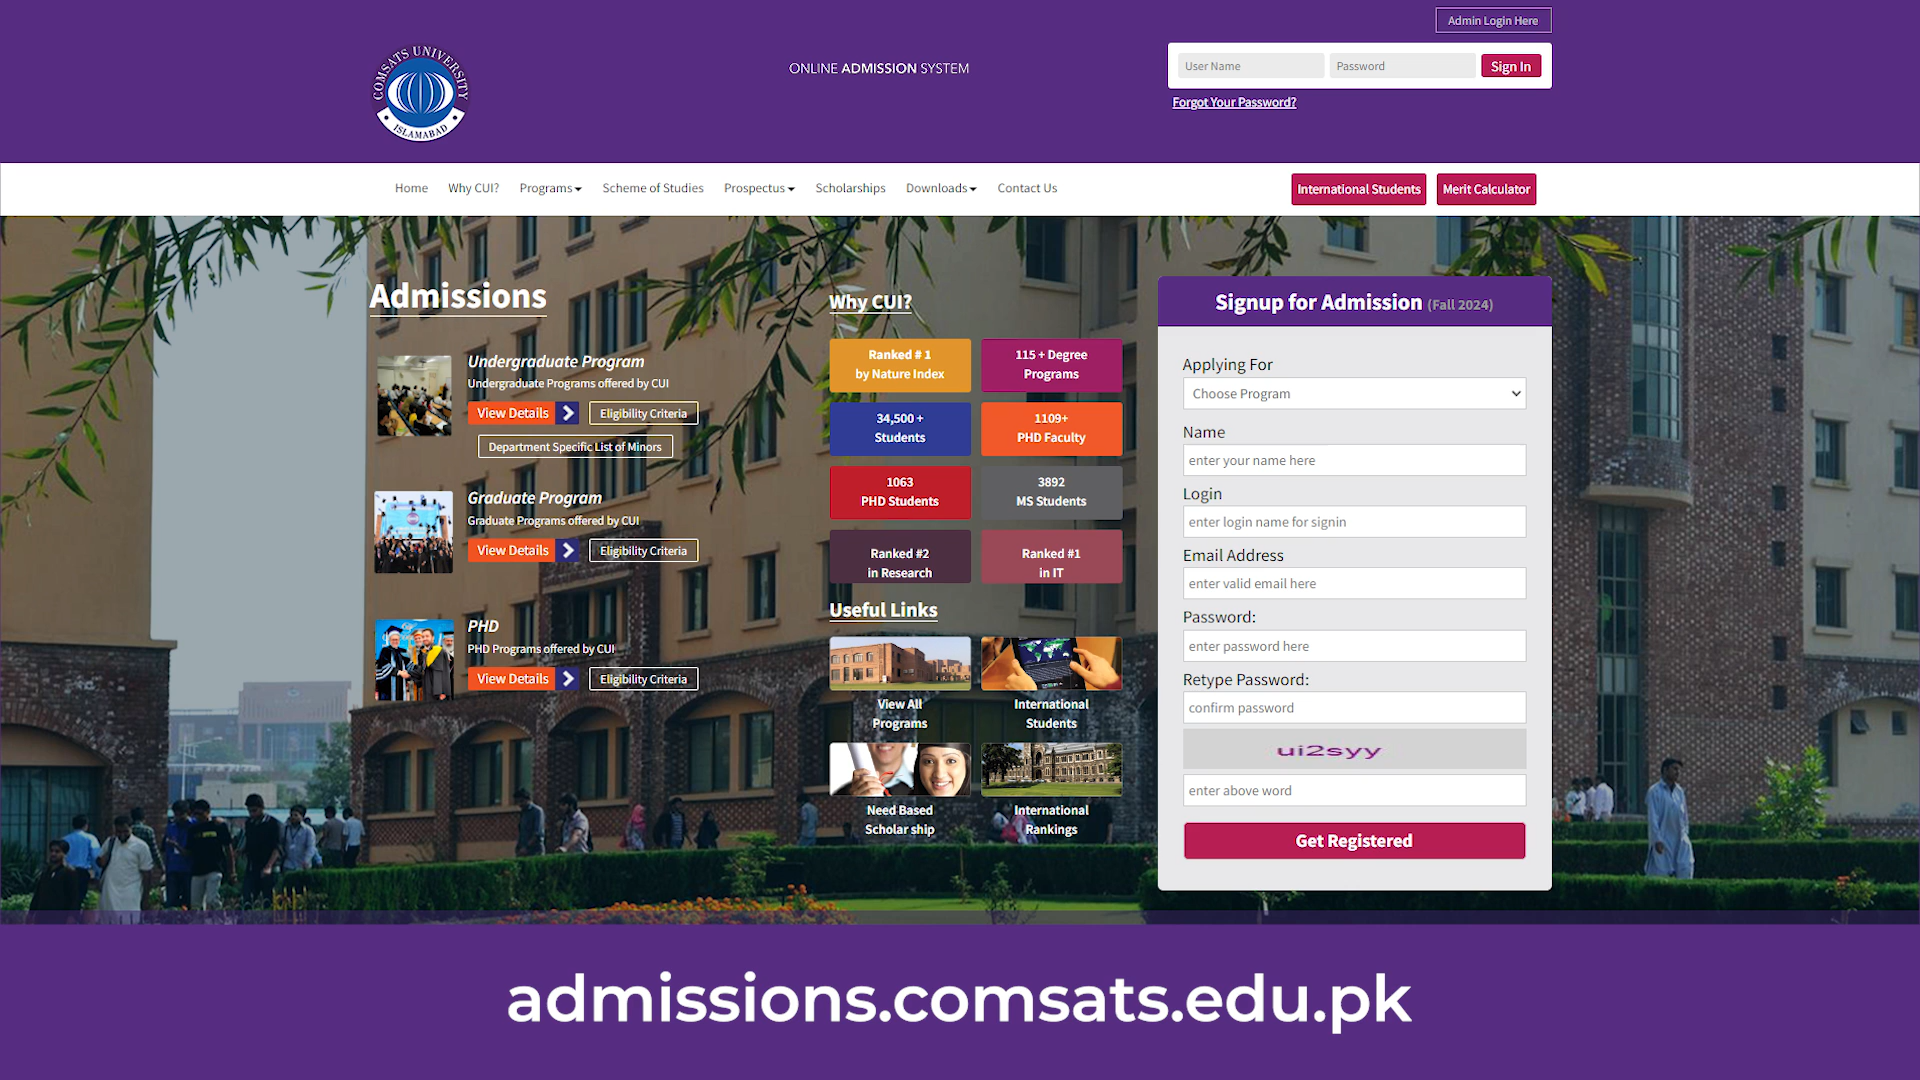 Admin Login Here
COMSATS UNIVERSITY
ISLAMABAD
ONLINE ADMISSION SYSTEM
User Name
Password
Sign In
Forgot Your Password?
Home
Why CUI?
Programs
Scheme of Studies
Prospectus
Scholarships
Downloads
Contact Us
International Students
Merit Calculator
Admissions
Undergraduate Program
Undergraduate Programs offered by CUI
View Details
Eligibility Criteria
Department Specific List of Minors
Graduate Program
Graduate Programs offered by CUI
View Details
Eligibility Criteria
PHD
PHD Programs offered by CUI
View Details
Eligibility Criteria
Why CUI?
Ranked # 1
by Nature Index
115 + Degree
Programs
34,500 +
Students
1109+
PHD Faculty
1063
PHD Students
3892
MS Students
Ranked #2
in Research
Ranked #1
in IT
Useful Links
View All
Programs
International
Students
Need Based
Scholar ship
International
Rankings
Signup for Admission (Fall 2024)
Applying For
Choose Program
Name
enter your name here
Login
enter login name for signin
Email Address
enter valid email here
Password:
enter password here
Retype Password:
confirm password
ui2syy
enter above word
Get Registered
admissions.comsats.edu.pk